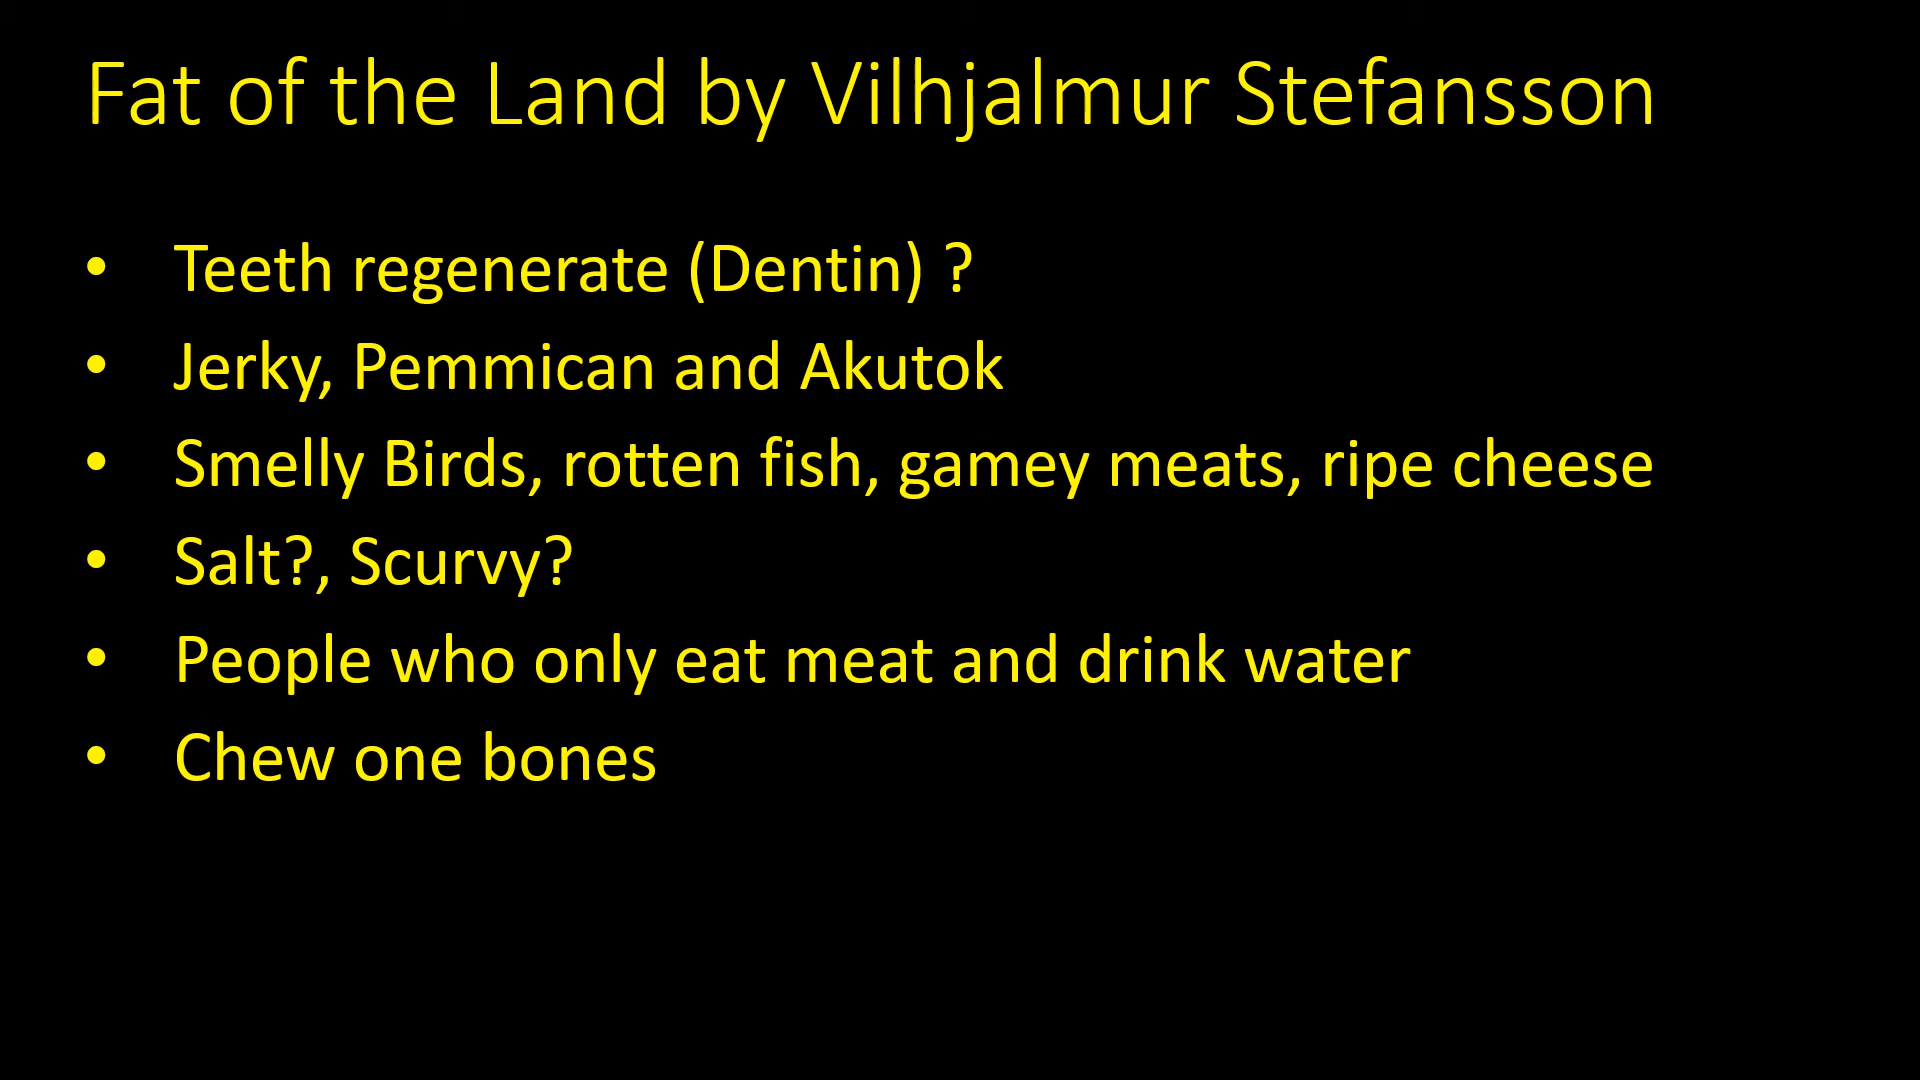 Fat of the Land by Vilhjalmur Stefansson
• Teeth regenerate (Dentin) ?
• Jerky, Pemmican and Akutok
• Smelly Birds, rotten fish, gamey meats, ripe cheese
• Salt?, Scurvy?
• People who only eat meat and drink water
• Chew one bones